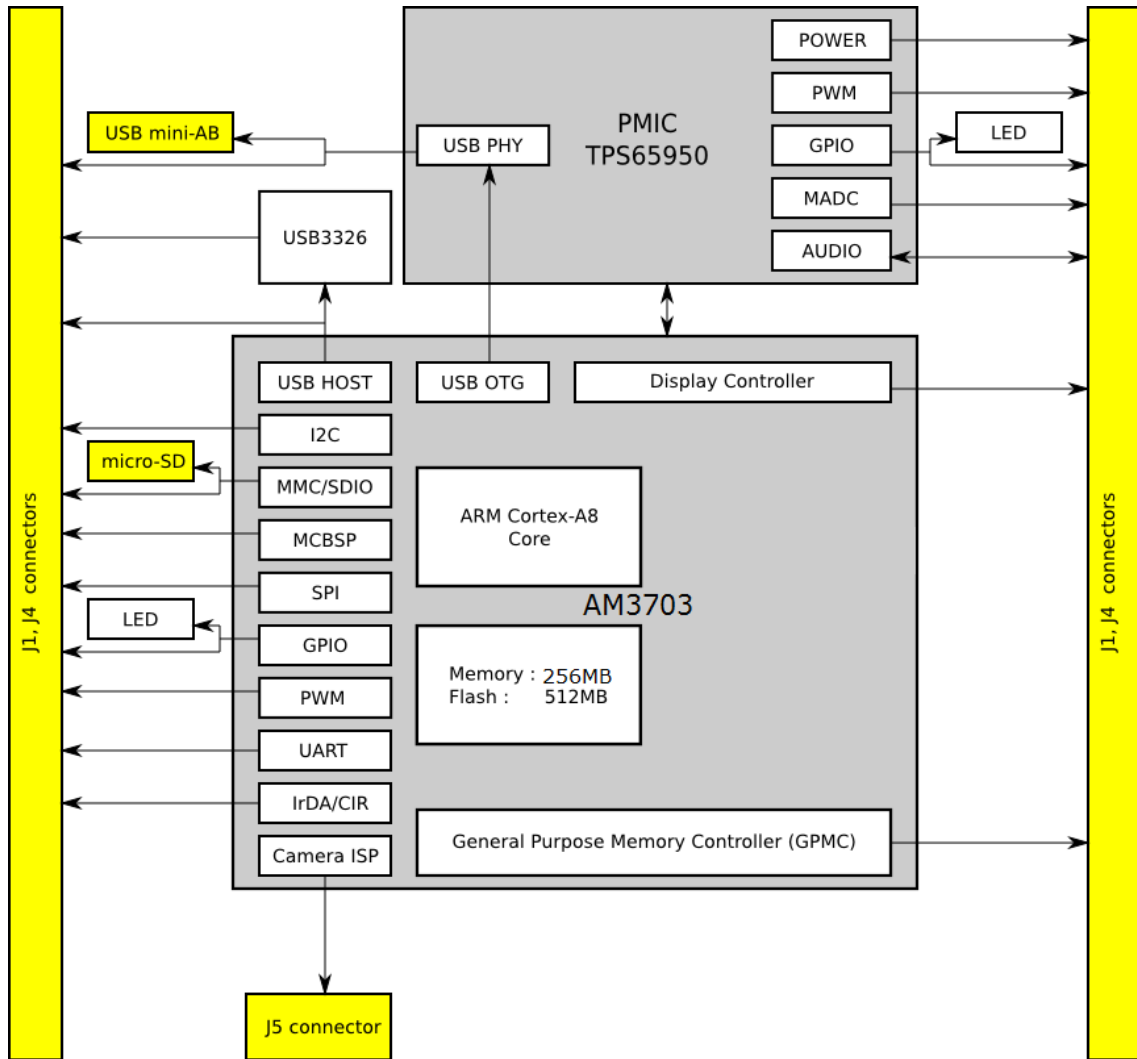 POWER
PWM
GPIO
MADC
AUDIO
LED
PMIC
TPS65950
USB PHY
USB mini-AB
USB3326
USB HOST
USB OTG
Display Controller
I2C
micro-SD
MMC/SDIO
MCBSP
SPI
LED
GPIO
PWM
UART
IrDA/CIR
Camera ISP
ARM Cortex-A8
Core
AM3703
Memory : 256MB
Flash : 512MB
General Purpose Memory Controller (GPMC)
J5 connector
J1, J4 connectors
J1, J4 connectors